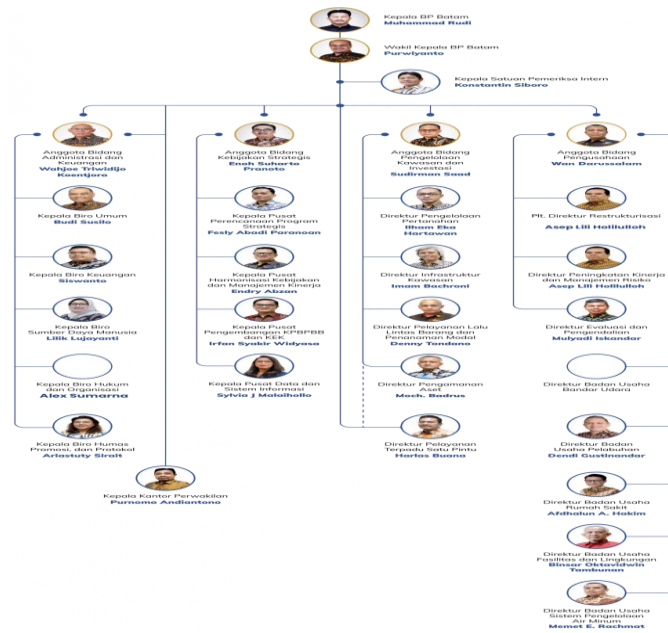 Kepala BP Batam
Muhammad Rudi
Wakil Kepala BP Batam
Purwiyanto
Kepala Satuan Pemeriksa Intern
Konstantin Siboro
Anggota Bidang
Administrasi dan
Keuangan
Wahjoe Triwidijo
Koentjoro
Kepala Biro Umum
Budi Susilo
Kepala Biro Keuangan
Siswanto
Kepala Biro
Sumber Daya Manusia
Lilik Lujayanti
Kepala Biro Hukum
dan Organisasi
Alex Sumarna
Kepala Biro Humas
Promosi, dan Protokol
Ariastuty Sirait
Kepala Kantor Perwakilan
Purnomo Andiantono
Anggota Bidang
Kebijakan Strategis
Enoh Suharto
Pranoto
Kepala Pusat
Perencanaan Program
Strategis
Fesly Abadi Paranoan
Kepala Pusat
Harmonisasi Kebijakan
dan Manajemen Kinerja
Endry Abzan
Kepala Pusat
Pengembangan KPBPBB
dan KEK
Irfan Syakir Widyasa
Kepala Pusat Data dan
Sistem Informasi
Sylvia J Malaihollo
Anggota Bidang
Pengelolaan
Kawasan dan
Investasi
Sudirman Saad
Direktur Pengelolaan
Pertanahan
Ilham Eka
Hartawan
Direktur Infrastruktur
Kawasan
Imam Bachroni
Direktur Pelayanan Lalu
Lintas Barang dan
Penanaman Modal
Denny Tondano
Direktur Pengamanan
Aset
Moch. Badrus
Direktur Pelayanan
Terpadu Satu Pintu
Harlas Buana
Anggota Bidang
Pengusahaan
Wan Darussalam
Plt. Direktur Restrukturisasi
Asep Lili Holilulloh
Direktur Peningkatan Kinerja
dan Manajemen Risiko
Asep Lili Holilulloh
Direktur Evaluasi dan
Pengendalian
Mulyadi Iskandar
Direktur Badan Usaha
Bandar Udara
Direktur Badan
Usaha Pelabuhan
Dendi Gustinandar
Direktur Badan Usaha
Rumah Sakit
Afdhalun A. Hakim
Direktur Badan Usaha
Fasilitas dan Lingkungan
Binsar Oktavidwin
Tambunan
Direktur Badan Usaha
Sistem Pengelolaan
Air Minum
Memet E. Rachmat